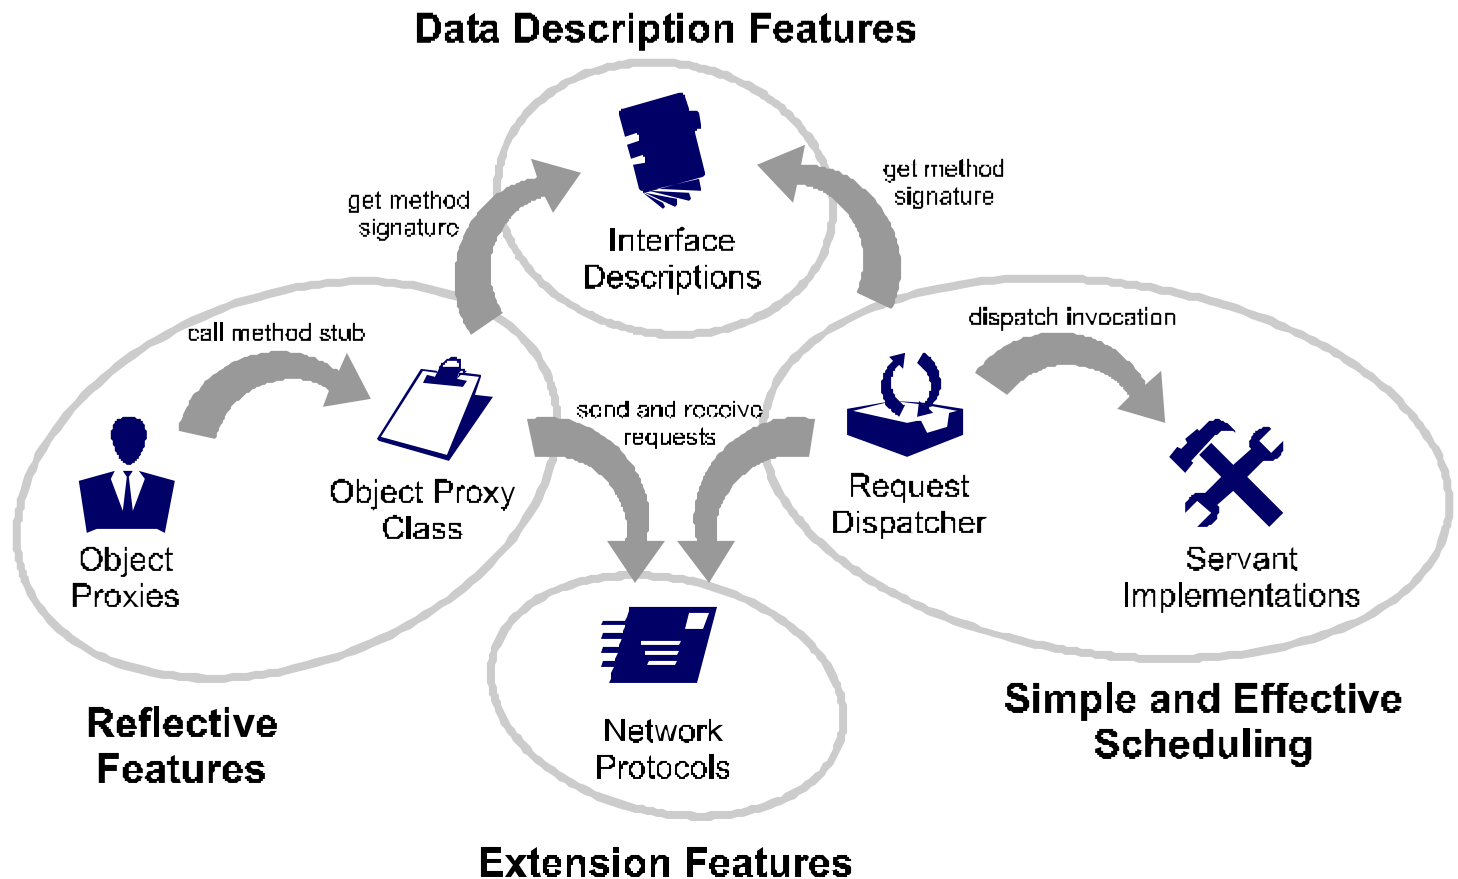 Data Description Features
get method
signature
get method
signature
Interface
Descriptions
call method stub
dispatch invocation
send and receive
requests
Object Proxy
Class
Request
Dispatcher
Object
Proxies
Servant
Implementations
Reflective
Features
Network
Protocols
Simple and Effective
Scheduling
Extension Features